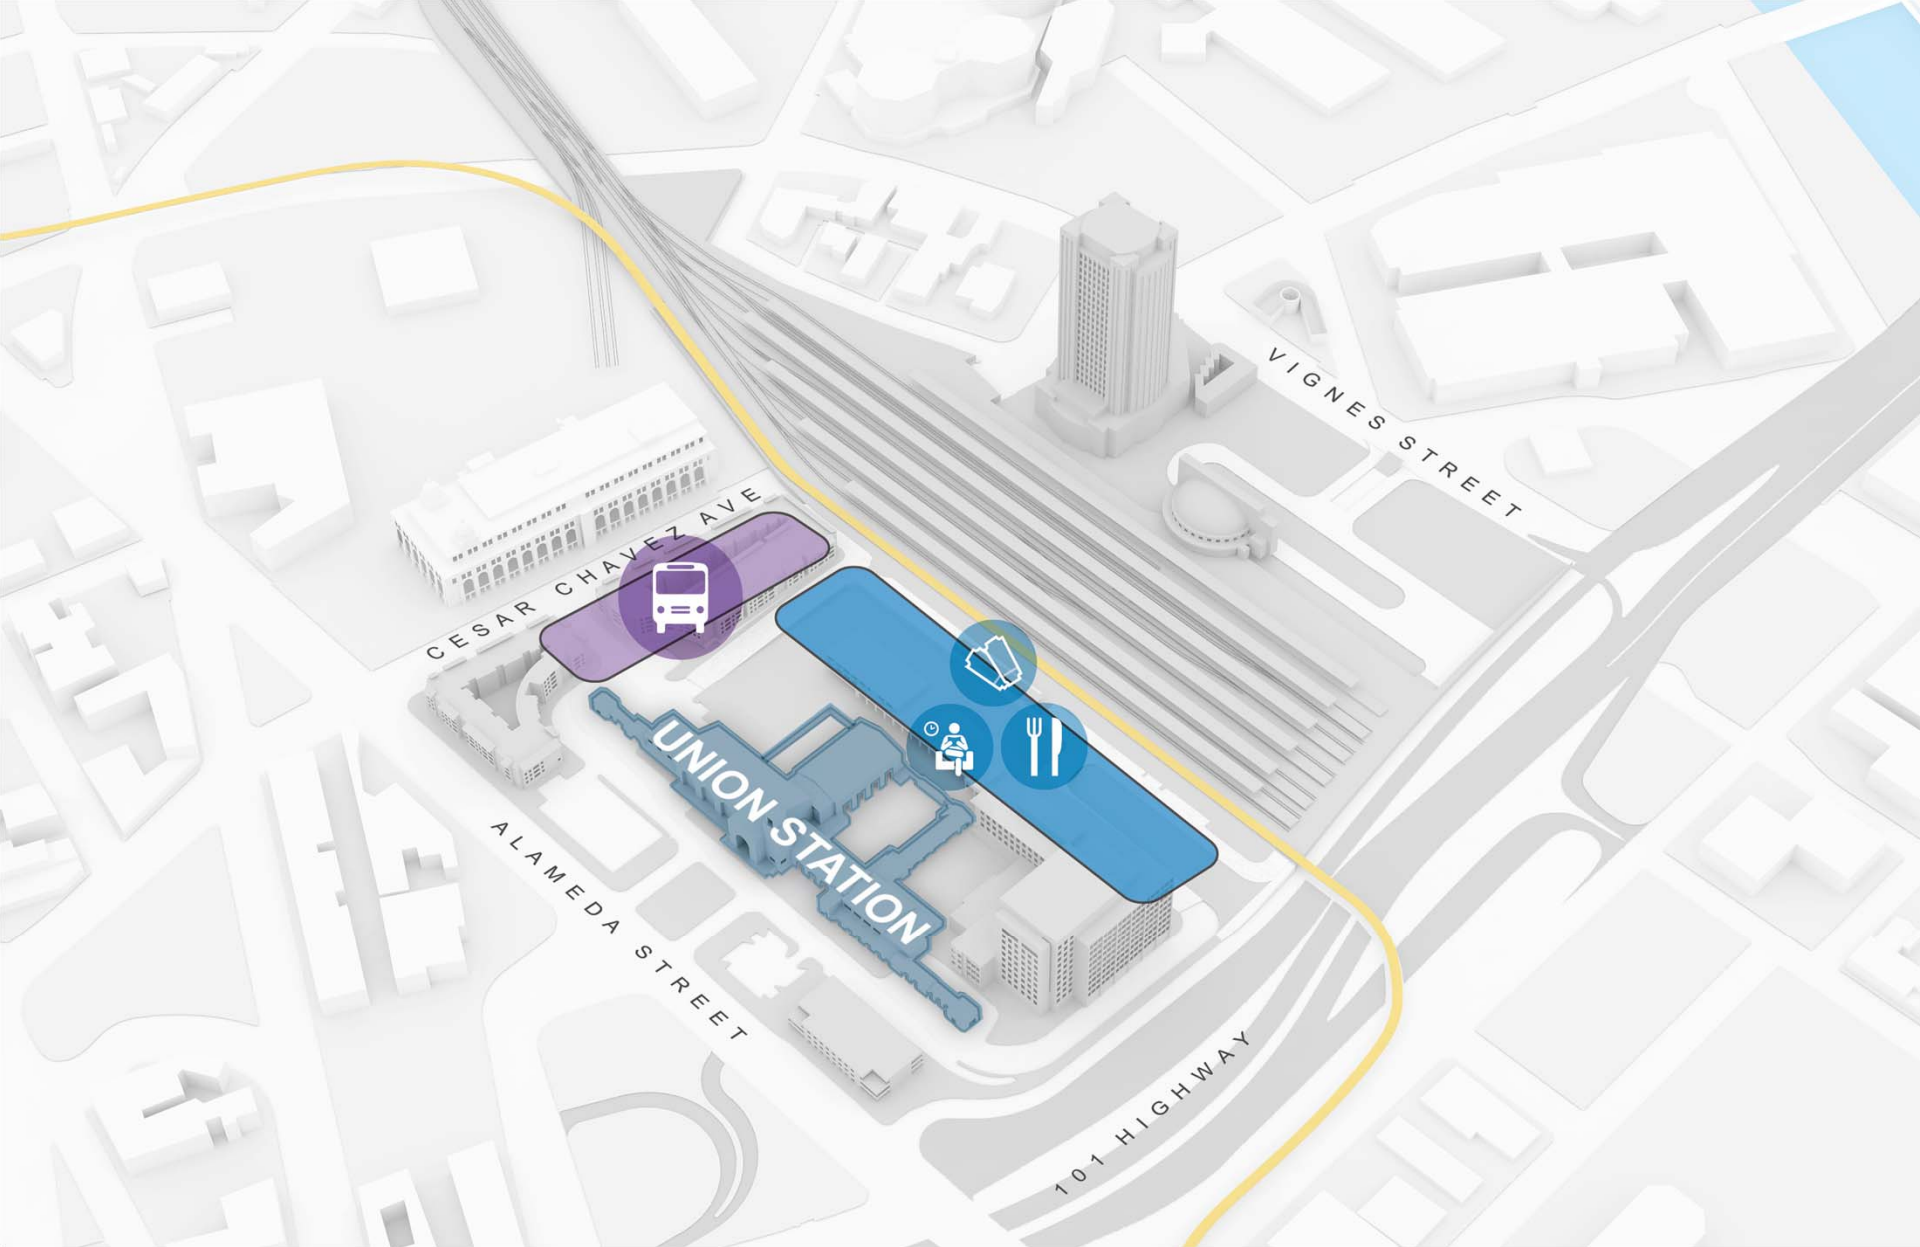 VIGNES STREET
CESAR CHAVEZ AVE
UNION STATION
ALAMEDA STREET
101 HIGHWAY